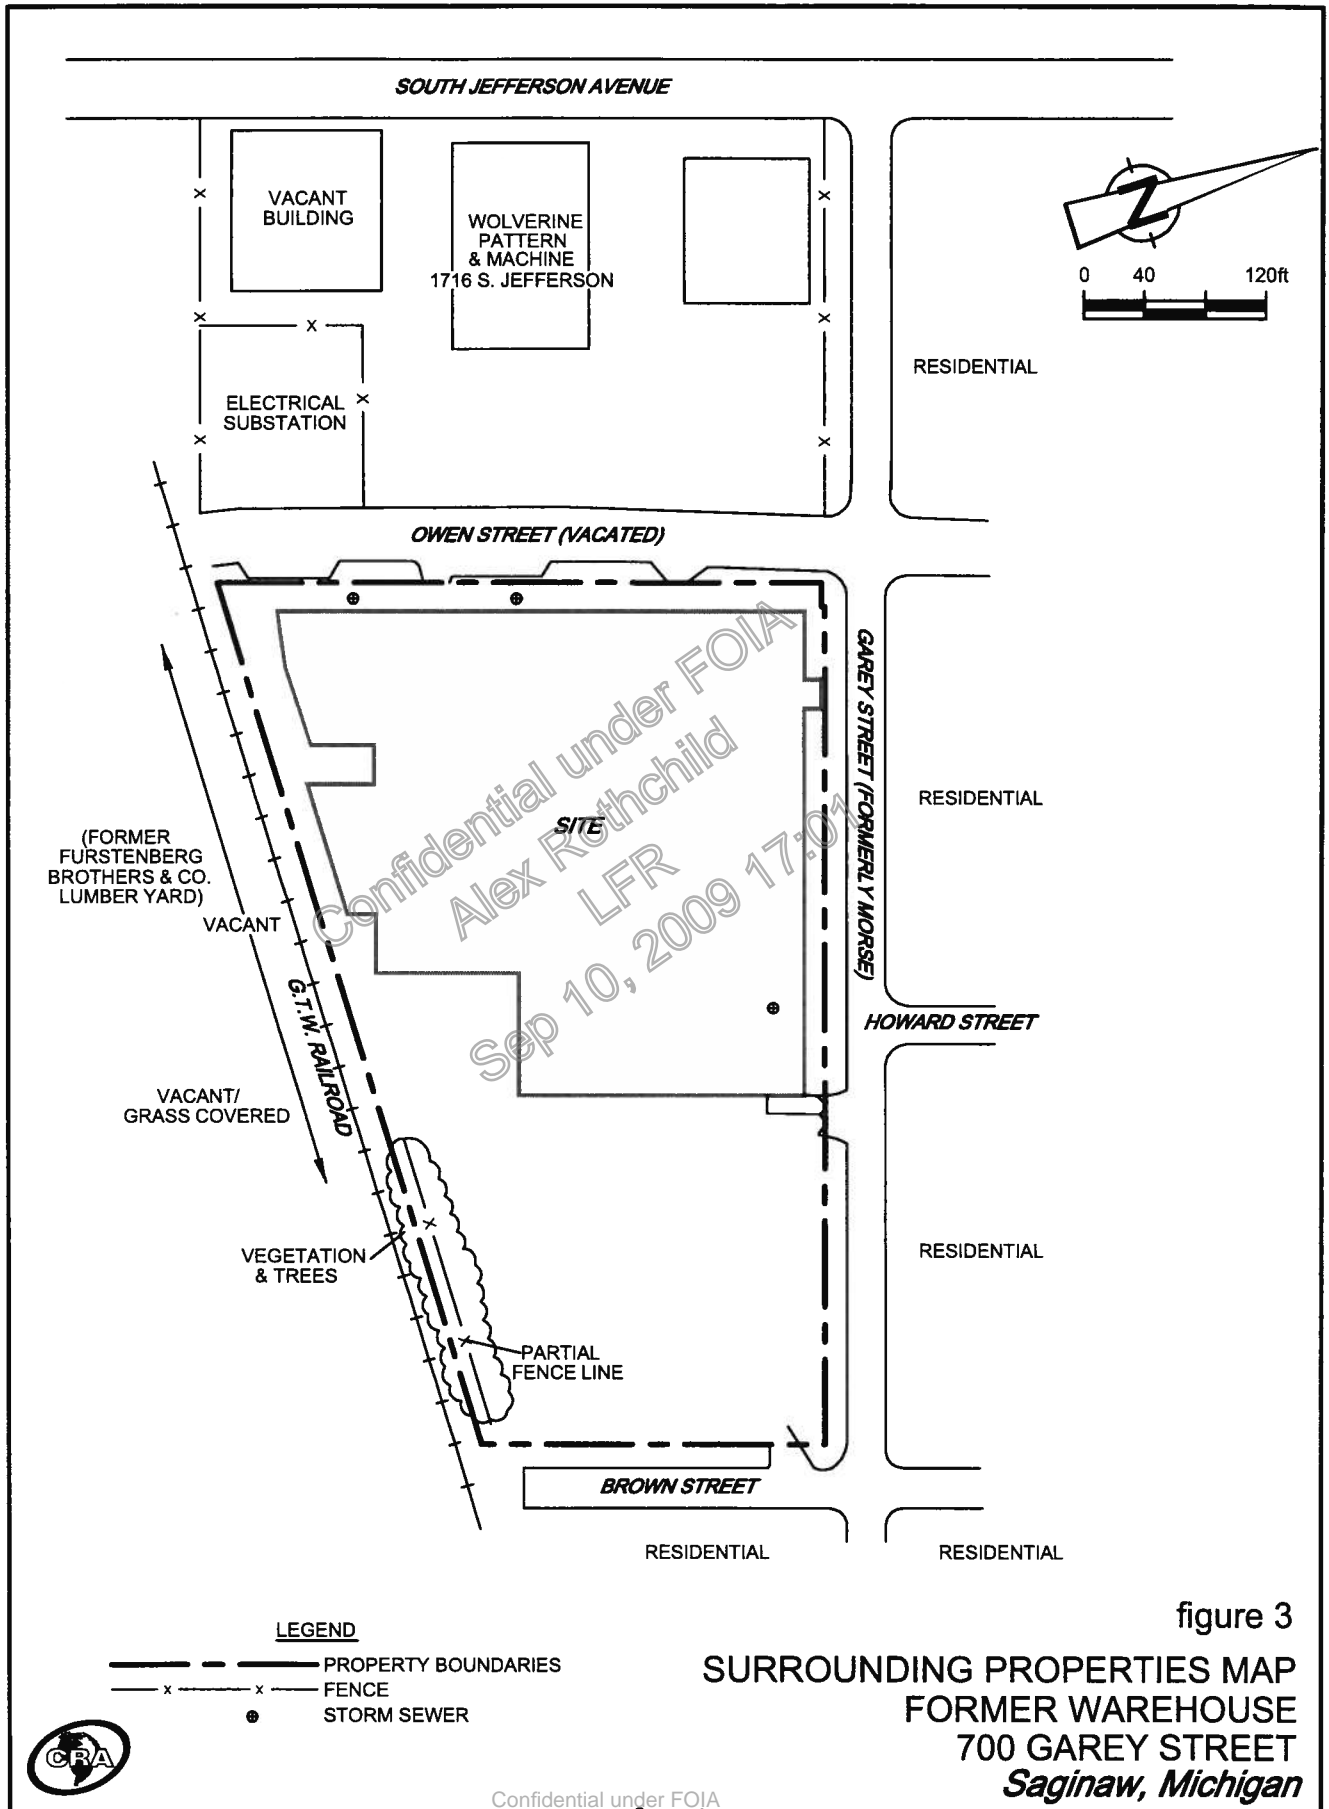 SOUTH JEFFERSON AVENUE
VACANT
BUILDING
WOLVERINE
PATTERN
& MACHINE
1716 S. JEFFERSON
Z
0 40 120ft
RESIDENTIAL
ELECTRICAL
SUBSTATION
OWEN STREET (VACATED)
GAREY STREET (FORMERLY MORSE)
Confidential under FOIA
Alex Rothchild
LFR
Sep 10, 2009 17:01
SITE
RESIDENTIAL
(FORMER
FURSTENBERG
BROTHERS & CO.
LUMBER YARD)
VACANT
G.T.W. RAILROAD
HOWARD STREET
VACANT/
GRASS COVERED
VEGETATION
& TREES
RESIDENTIAL
PARTIAL
FENCE LINE
BROWN STREET
RESIDENTIAL
RESIDENTIAL
figure 3
LEGEND
PROPERTY BOUNDARIES
FENCE
STORM SEWER
SURROUNDING PROPERTIES MAP
FORMER WAREHOUSE
700 GAREY STREET
Saginaw, Michigan
CRA
Confidential under FOIA